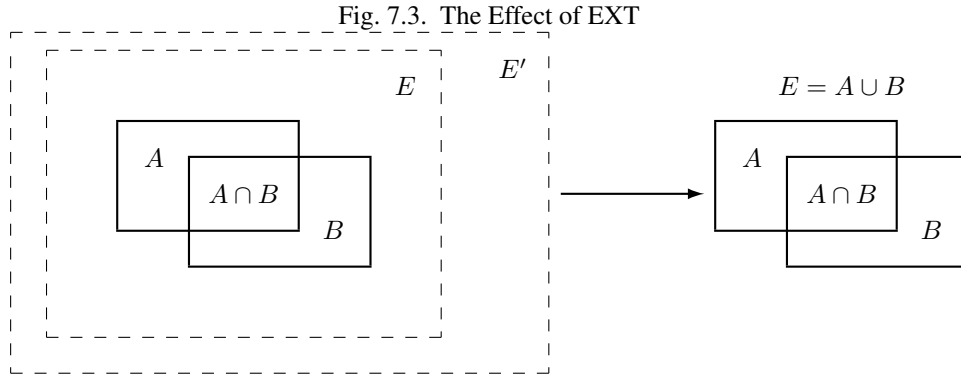 Fig. 7.3. The Effect of EXT
E′
E
E = A ∪ B
A
A
A ∩ B
A ∩ B
B
B